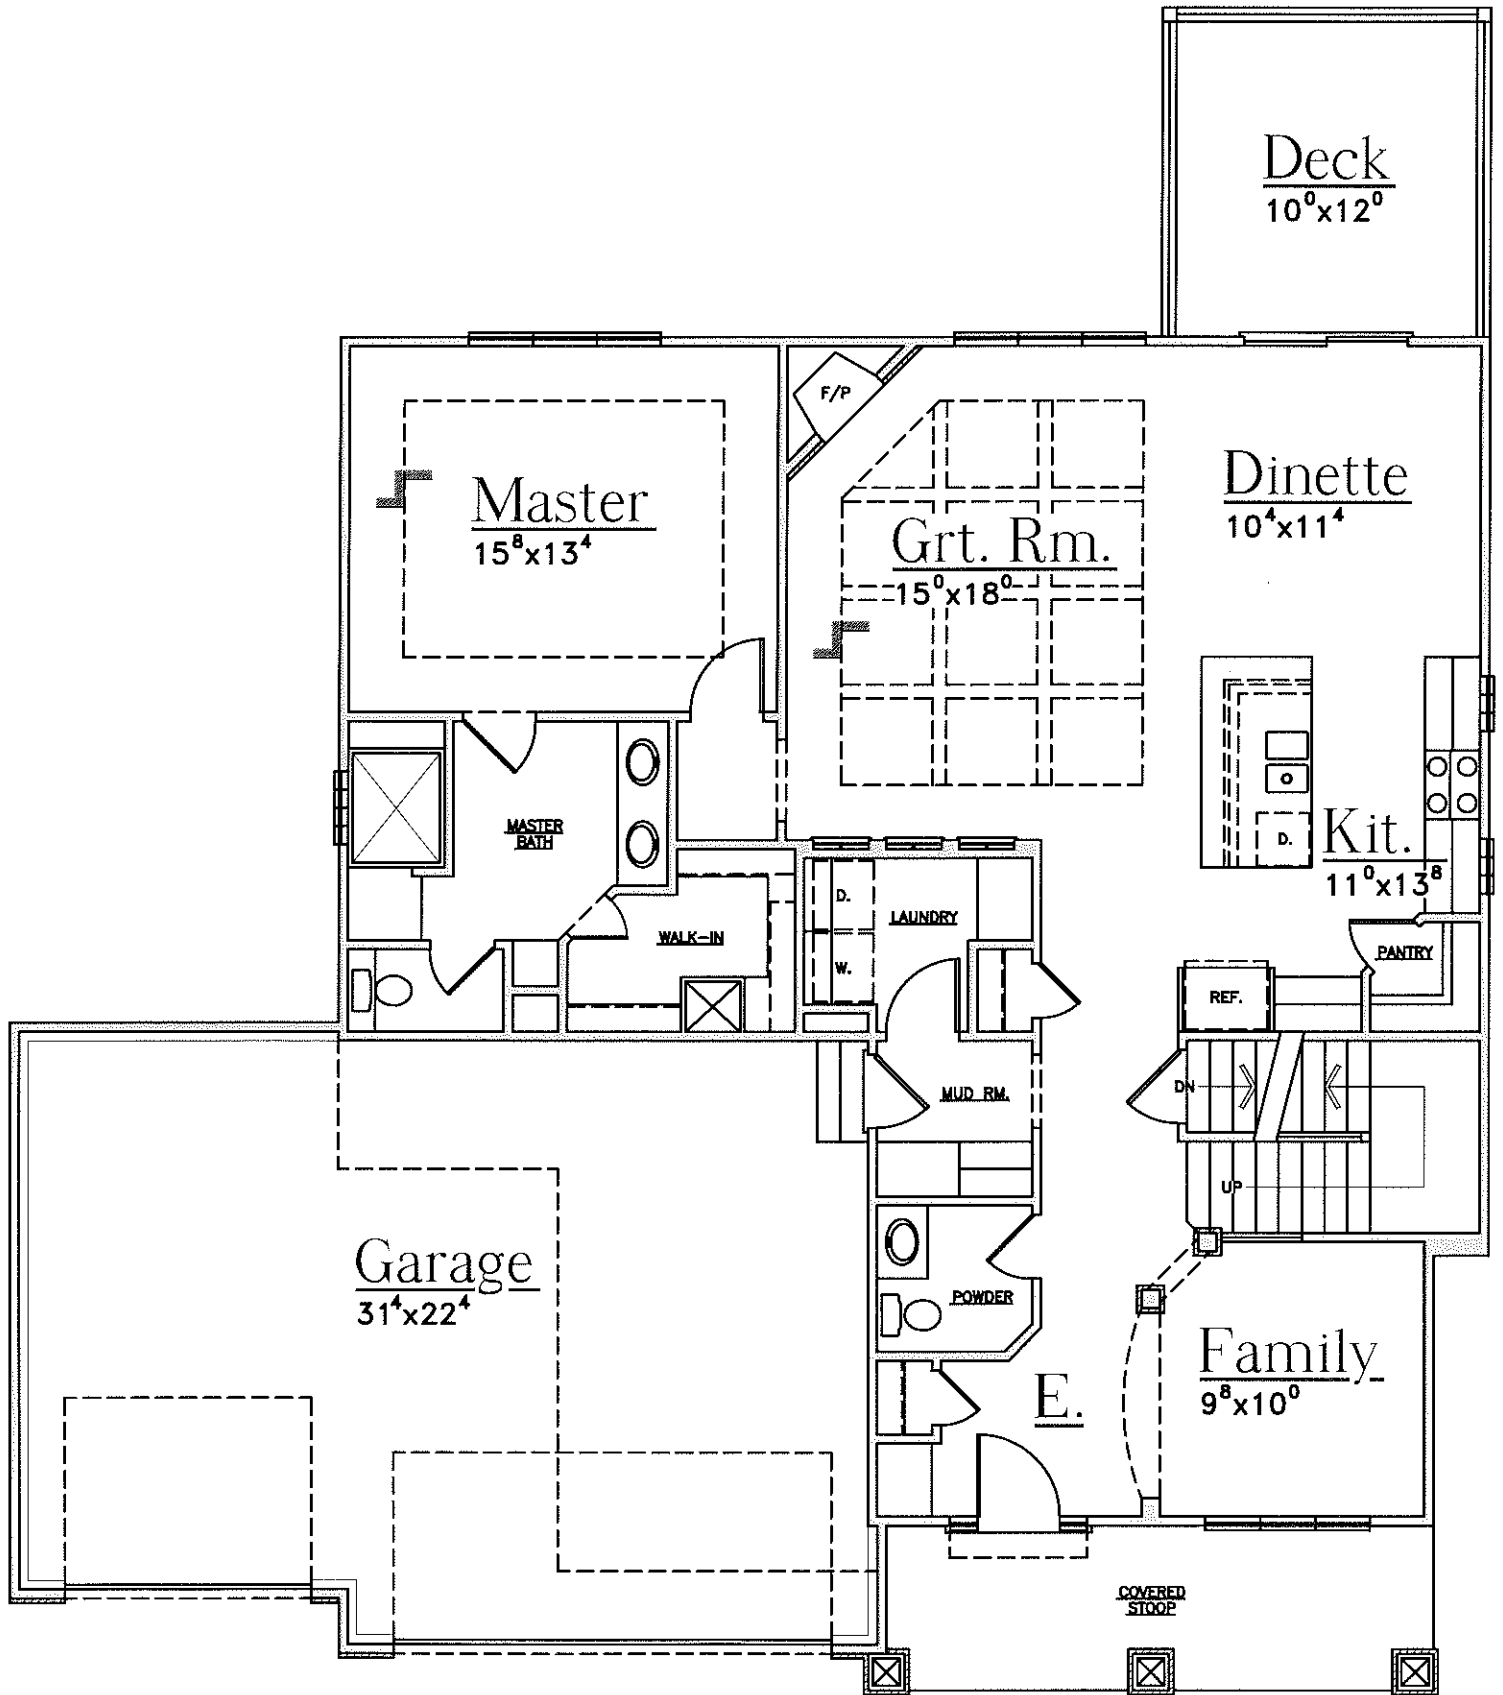 Deck
10⁰x12⁰
F/P
Master
15⁸x13⁴
Grt. Rm.
15⁰x18⁰
Dinette
10⁴x11⁴
MASTER
BATH
D.
Kit.
11⁰x13⁸
D.
LAUNDRY
WALK-IN
W.
PANTRY
REF.
MUD RM.
DN
UP
Garage
31⁴x22⁴
POWDER
Family
9⁸x10⁰
E.
COVERED
STOOP